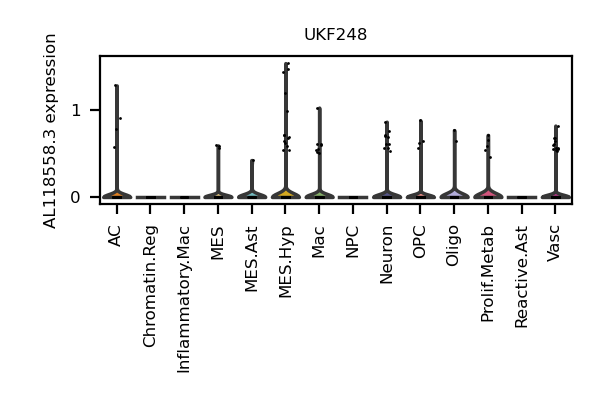 UKF248
AL118558.3 expression
1
0
AC
Chromatin.Reg
Inflammatory.Mac
MES
MES.Ast
MES.Hyp
Mac
NPC
Neuron
OPC
Oligo
Prolif.Metab
Reactive.Ast
Vasc